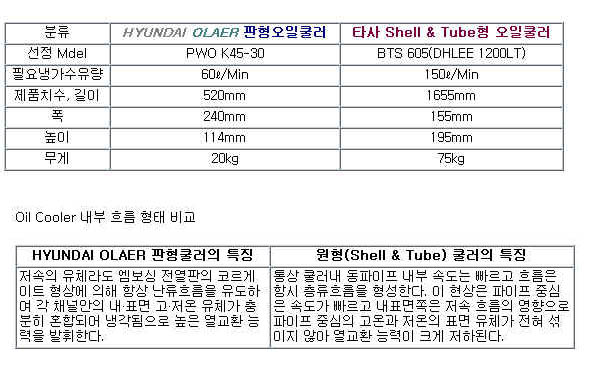 분류 HYUNDAI OLAER 판형오일쿨러 타사 Shell & Tube형 오일쿨러
선정 Mdel PWO K45-30 BTS 605(DHLEE 1200LT)
필요냉각수유량 60ℓ/Min 150ℓ/Min
제품치수, 길이 520mm 1655mm
폭 240mm 155mm
높이 114mm 195mm
무게 20kg 75kg
Oil Cooler 내부 흐름 형태 비교
HYUNDAI OLAER 판형쿨러의 특징
저속의 유체라도 엠보싱 전열판의 코르게
이트 형상에 의해 항상 난류흐름을 유도하
며 각 채널안의 내·표면 고·저온 유체가 충
분히 혼합되어 냉각됨으로 높은 열교환 능
력을 발휘한다.
원형(Shell & Tube) 쿨러의 특징
통상 쿨러내 동파이프 내부 속도는 빠르고 흐름은
항시 층류흐름을 형성한다. 이 현상은 파이프 중심
은 속도가 빠르고 내표면쪽은 저속 흐름의 영향으로
파이프 중심의 고온과 저온의 표면 유체가 전혀 섞
이지 않아 열교환 능력이 크게 저하된다.